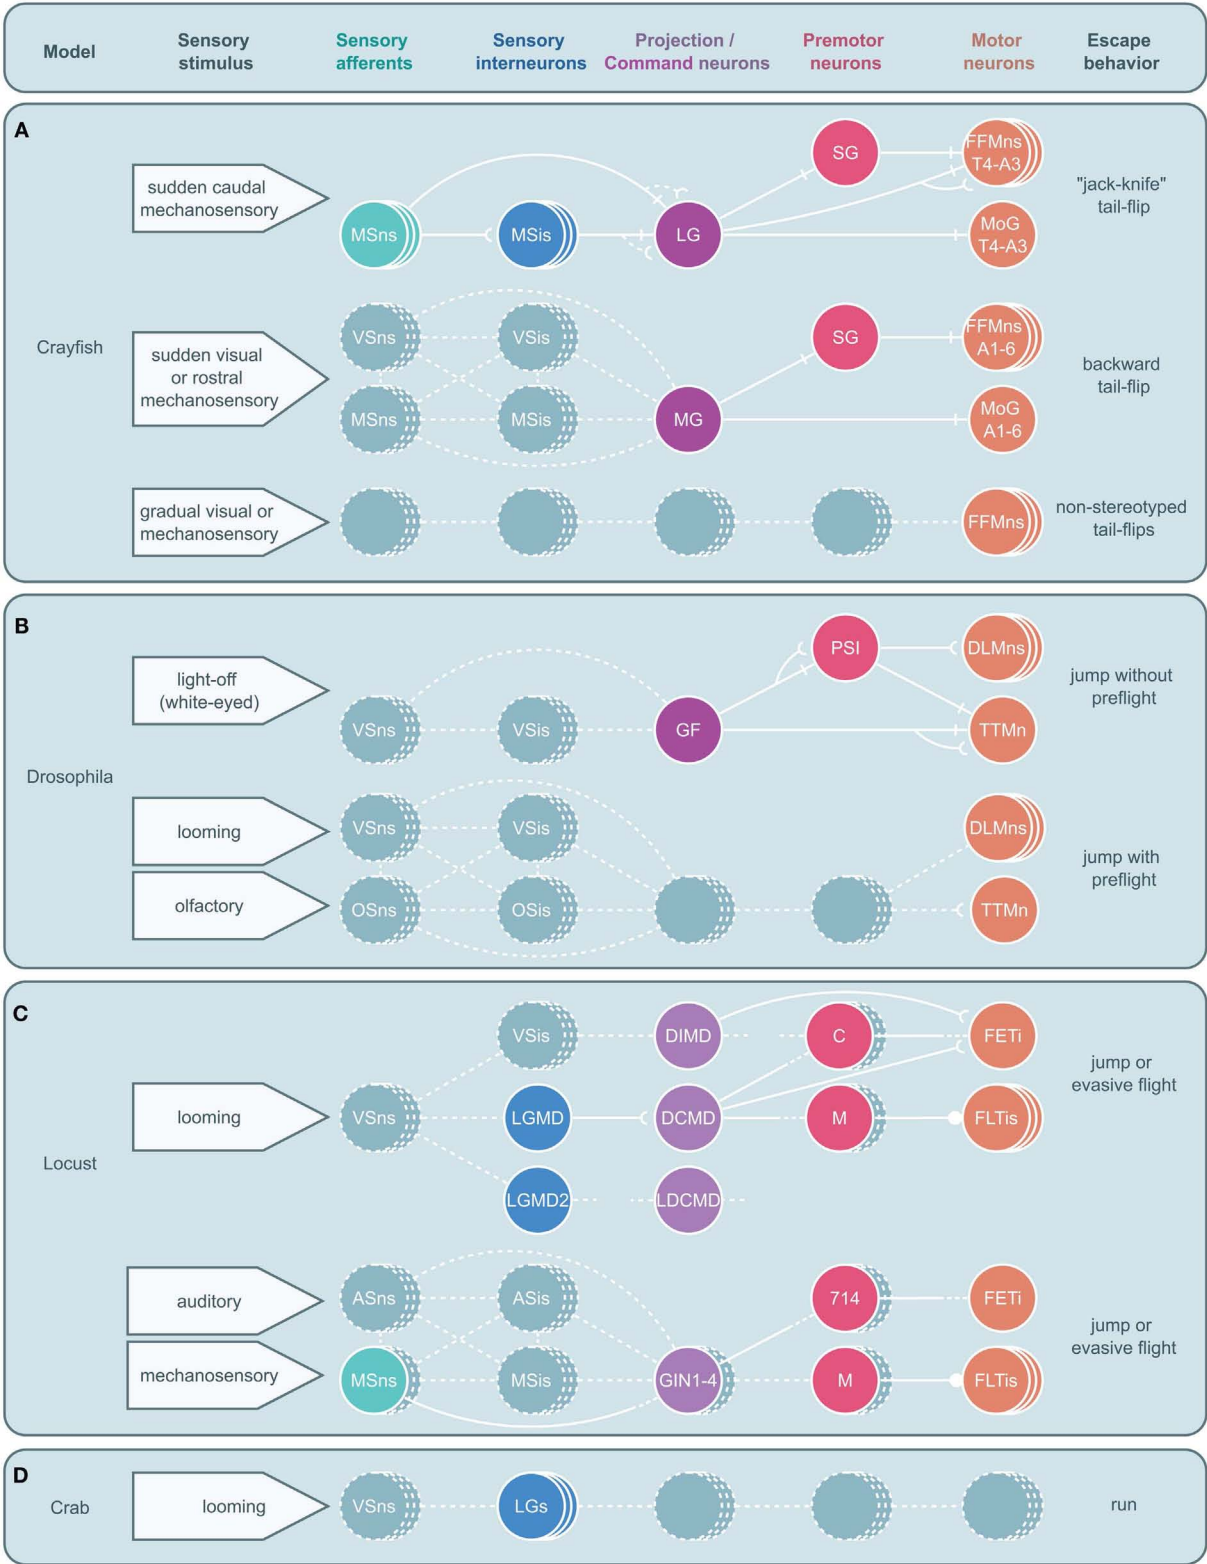 Model
Sensory
stimulus
Sensory
afferents
Sensory
interneurons
Projection /
Command neurons
Premotor
neurons
Motor
neurons
Escape
behavior
A
Crayfish
sudden caudal
mechanosensory
MSns
MSis
LG
SG
FFMns
T4-A3
MoG
T4-A3
"jack-knife"
tail-flip
sudden visual
or rostral
mechanosensory
VSns
VSis
MSns
MSis
MG
SG
FFMns
A1-6
MoG
A1-6
backward
tail-flip
gradual visual or
mechanosensory
FFMns
non-stereotyped
tail-flips
B
Drosophila
light-off
(white-eyed)
VSns
VSis
GF
PSI
DLMns
TTMn
jump without
preflight
looming
olfactory
VSns
VSis
OSns
OSis
DLMns
TTMn
jump with
preflight
C
Locust
looming
VSns
VSis
LGMD
LGMD2
DIMD
DCMD
LDCMD
C
M
FETi
FLTis
jump or
evasive flight
auditory
mechanosensory
ASns
ASis
MSns
MSis
GIN1-4
714
M
FETi
FLTis
jump or
evasive flight
D
Crab
looming
VSns
LGs
run